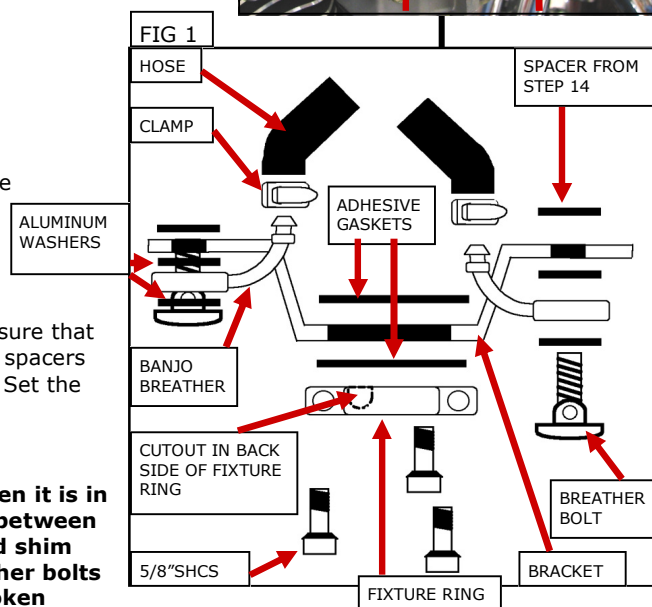 FIG 1
HOSE
SPACER FROM
STEP 14
CLAMP
e
ADHESIVE
GASKETS
ALUMINUM
WASHERS
sure that
spacers
Set the
BANJO
BREATHER
CUTOUT IN BACK
SIDE OF FIXTURE
RING
en it is in
between
d shim
her bolts
oken
BREATHER
BOLT
5/8”SHCS
BRACKET
FIXTURE RING